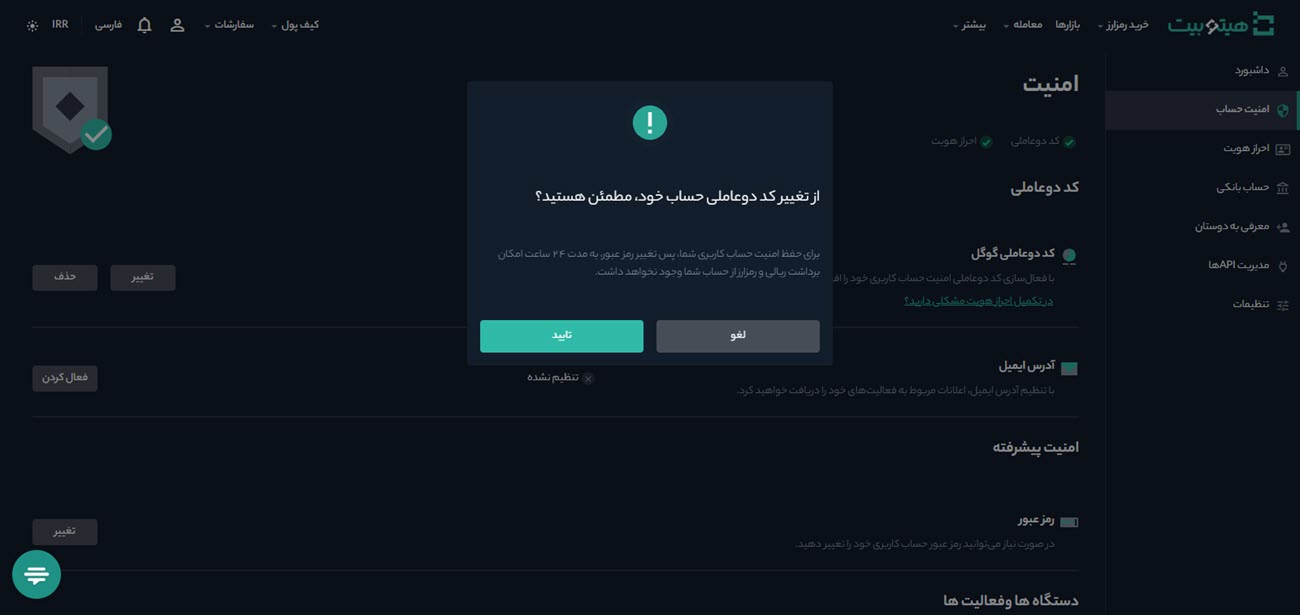 هیتوبیت
خرید رمزارز
بازارها
معامله
بیشتر
کیف پول
سفارشات
فارسی
IRR
داشبورد
امنیت حساب
احراز هویت
حساب بانکی
معرفی به دوستان
مدیریت APIها
تنظیمات
امنیت
کد دوعاملی
احراز هویت
کد دوعاملی
کد دوعاملی گوگل
با فعال‌سازی کد دوعاملی امنیت حساب کاربری خود را
در تکمیل احراز هویت مشکلی دارید؟
تغییر
حذف
از تغییر کد دوعاملی حساب خود، مطمئن هستید؟
برای حفظ امنیت حساب کاربری شما، پس تغییر رمز عبور، به مدت ۲۴ ساعت امکان
برداشت ریالی و رمزارز از حساب شما وجود نخواهد داشت.
لغو
تایید
آدرس ایمیل
با تنظیم آدرس ایمیل، اعلانات مربوط به فعالیت‌های خود را دریافت خواهید کرد.
تنظیم نشده
فعال کردن
امنیت پیشرفته
رمز عبور
در صورت نیاز می‌توانید رمز عبور حساب کاربری خود را تغییر دهید.
تغییر
دستگاه ها وفعالیت ها